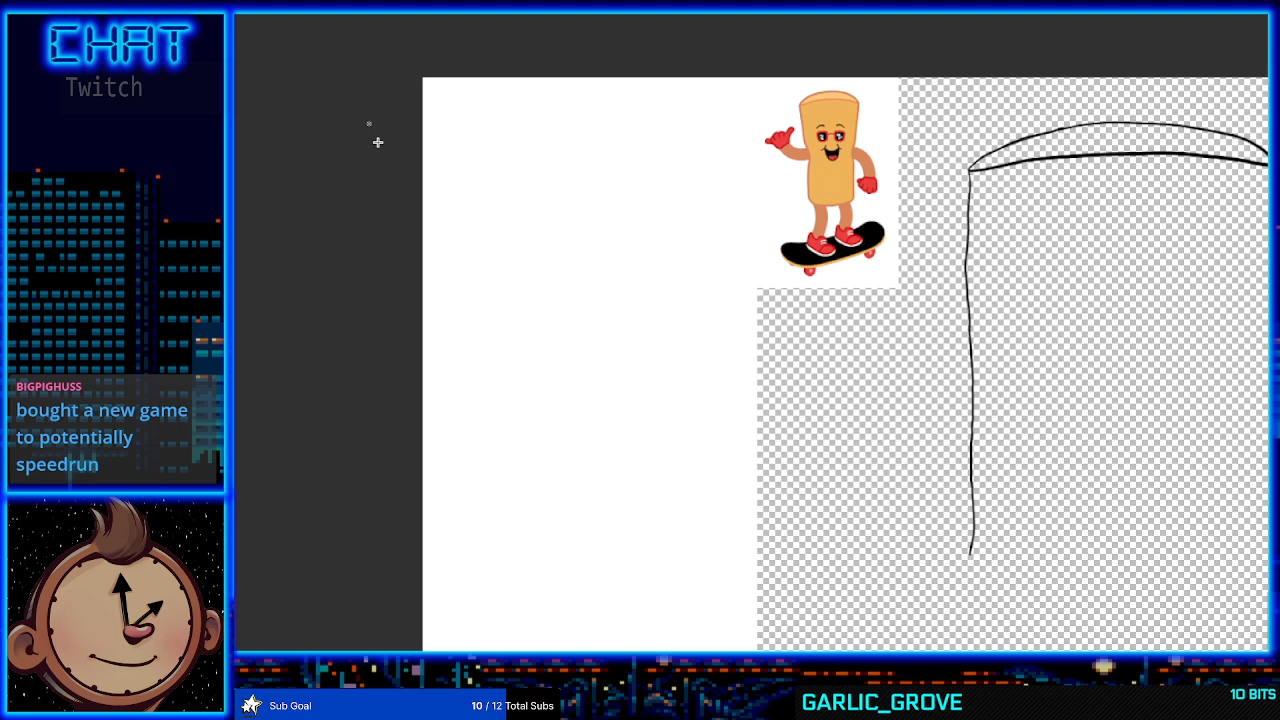 CHAT
Twitch
BIGPIGHUSS
bought a new game
to potentially
speedrun
Sub Goal
10 / 12 Total Subs
GARLIC_GROVE
10 BITS